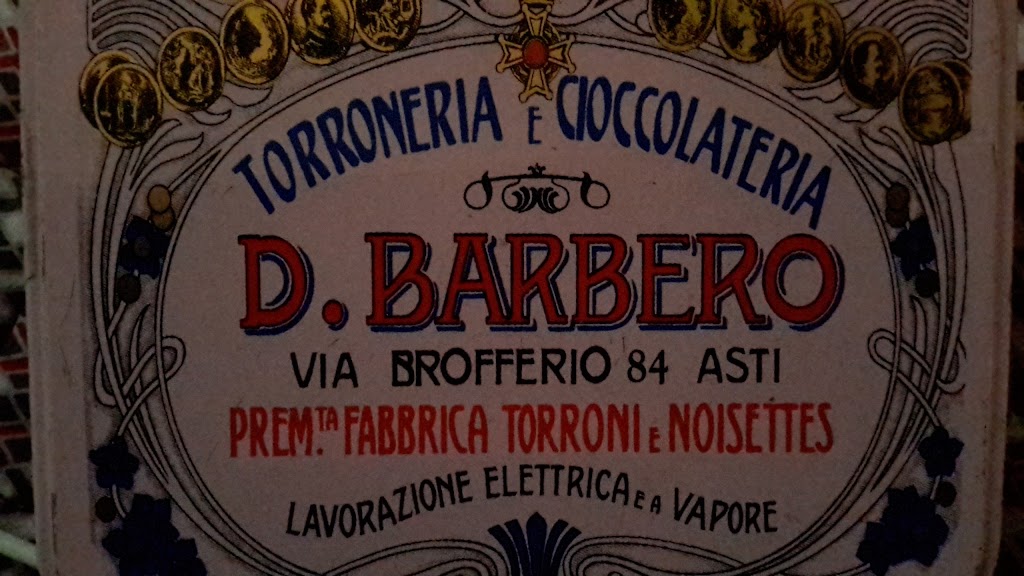 TORRONERIA E CIOCCOLATERIA
D. BARBERO
VIA BROFFERIO 84 ASTI
PREM.TA FABBRICA TORRONI E NOISETTES
LAVORAZIONE ELETTRICA E A VAPORE